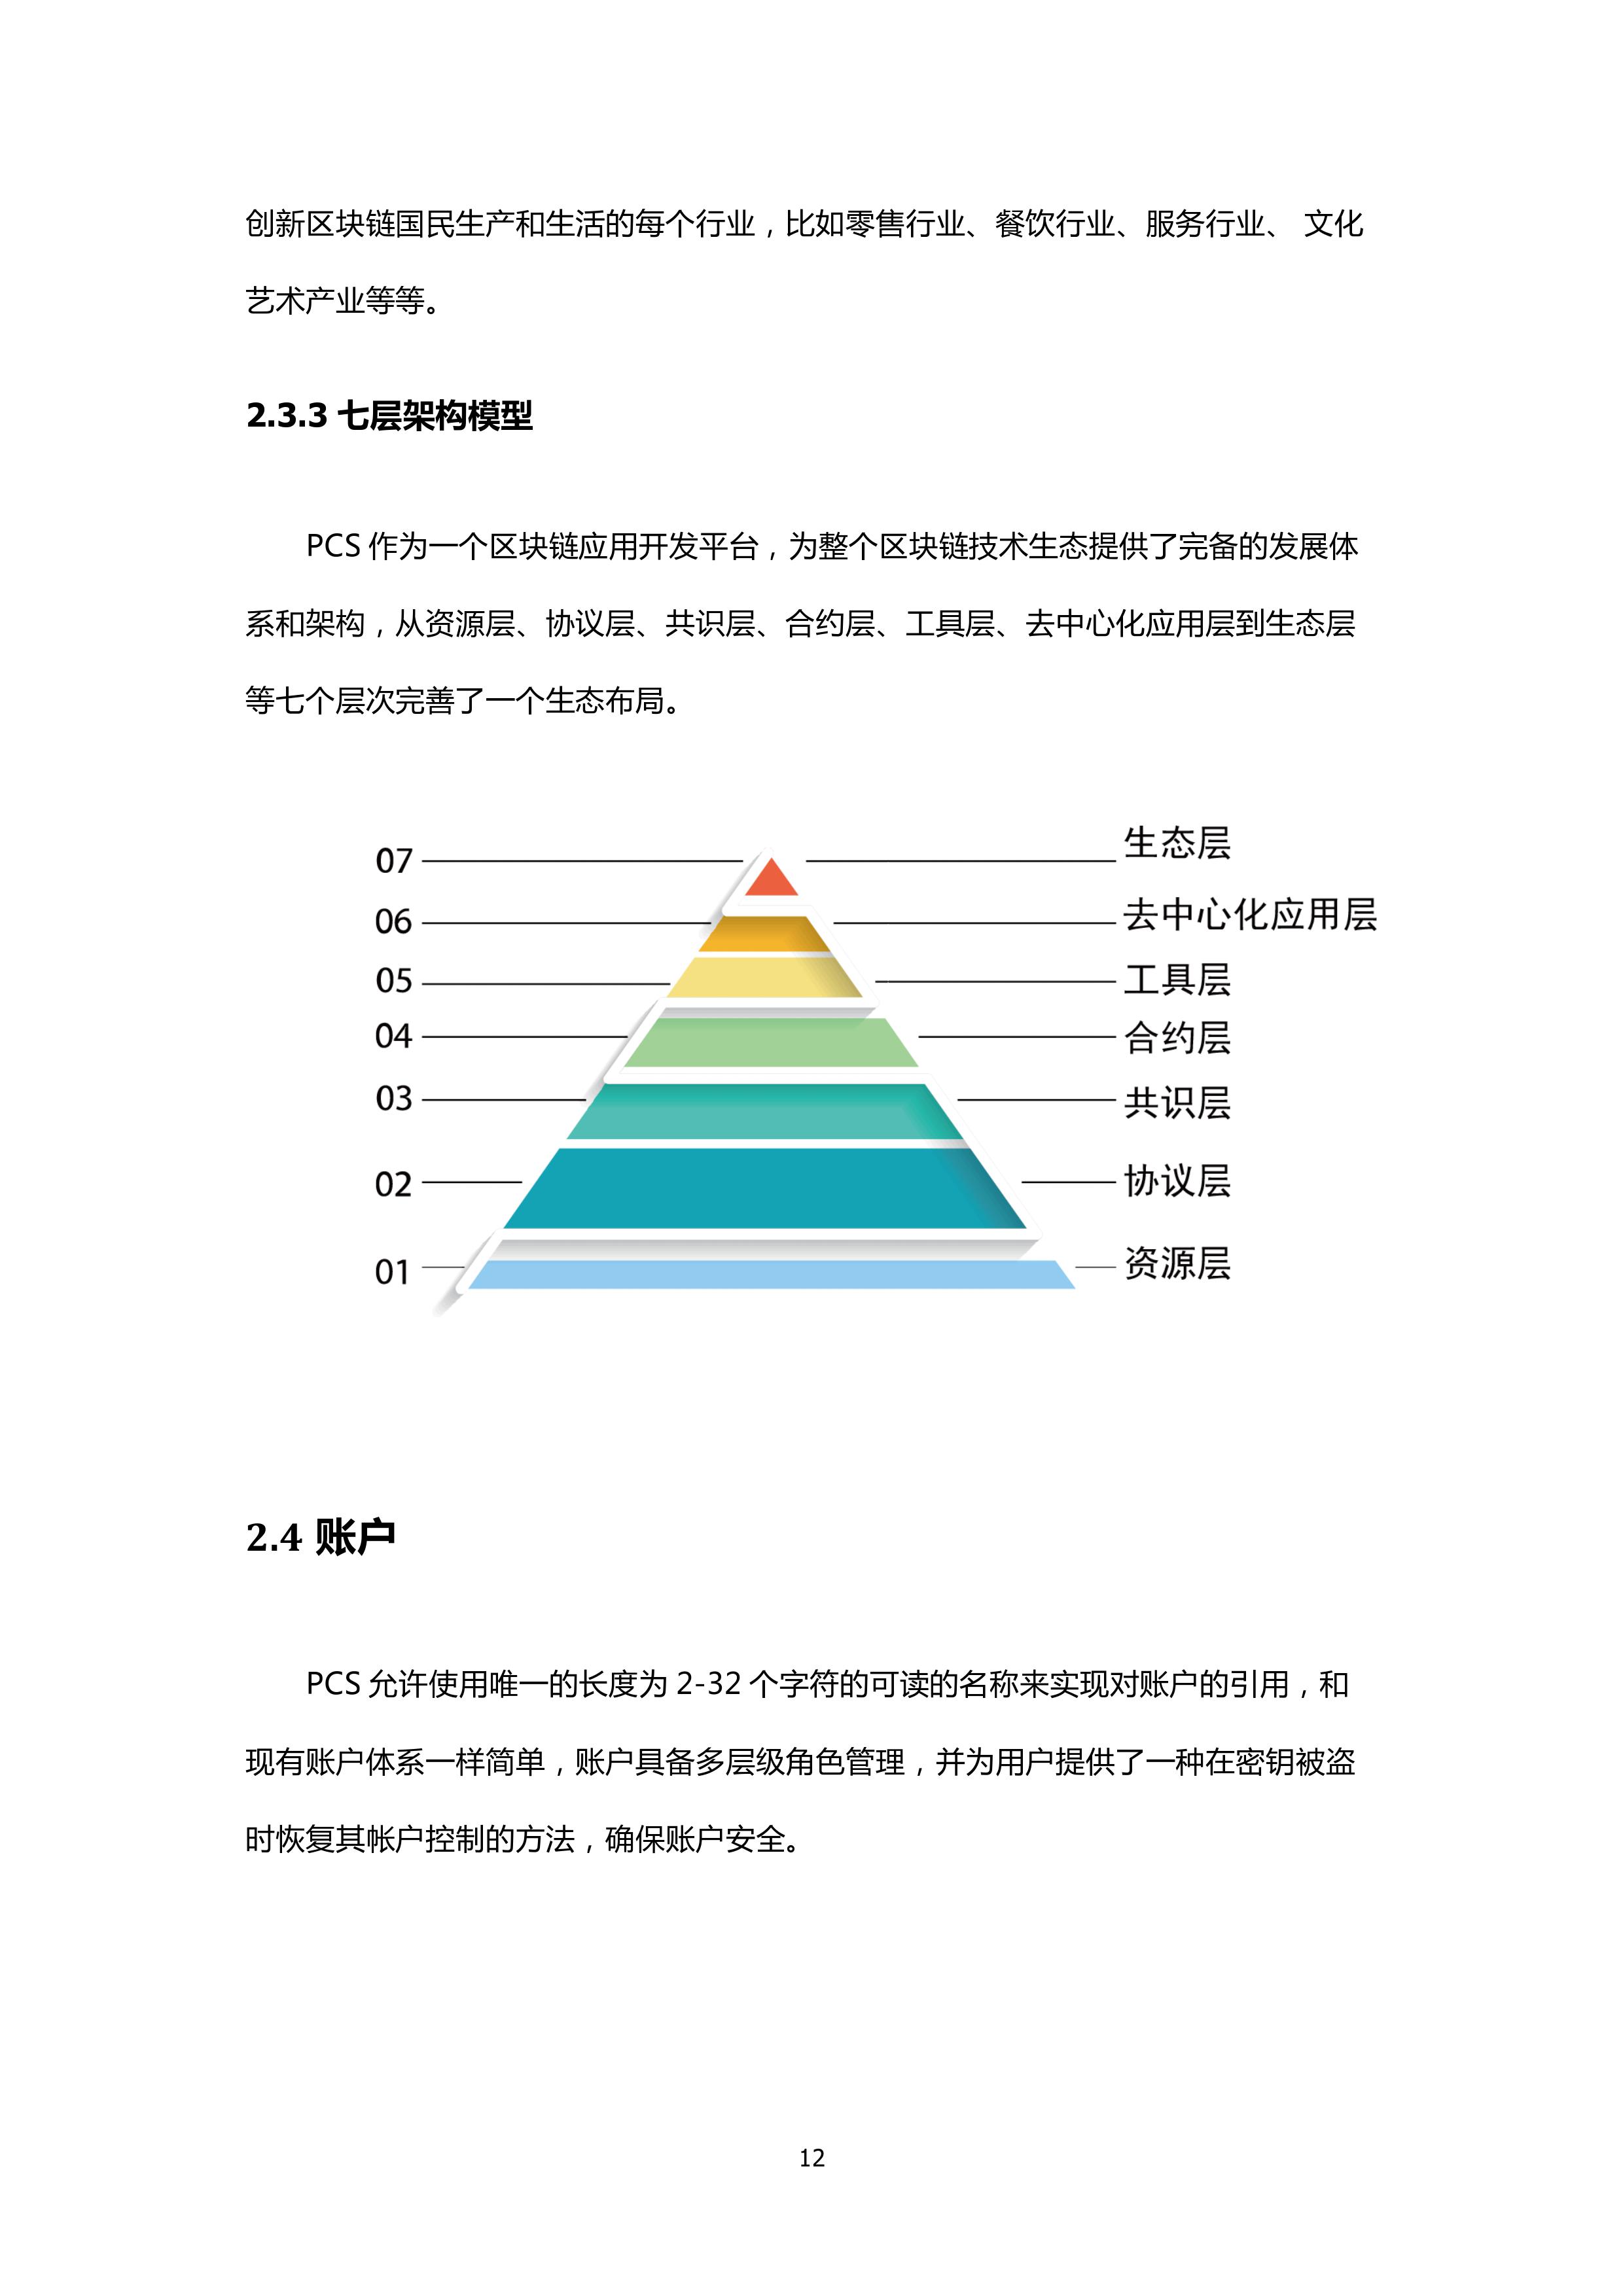 创新区块链国民生产和生活的每个行业，比如零售行业、餐饮行业、服务行业、 文化
艺术产业等等。
2.3.3 七层架构模型
PCS 作为一个区块链应用开发平台，为整个区块链技术生态提供了完备的发展体
系和架构，从资源层、协议层、共识层、合约层、工具层、去中心化应用层到生态层
等七个层次完善了一个生态布局。
07 生态层
06 去中心化应用层
05 工具层
04 合约层
03 共识层
02 协议层
01 资源层
2.4 账户
PCS 允许使用唯一的长度为 2-32 个字符的可读的名称来实现对账户的引用，和
现有账户体系一样简单，账户具备多层级角色管理，并为用户提供了一种在密钥被盗
时恢复其帐户控制的方法，确保账户安全。
12